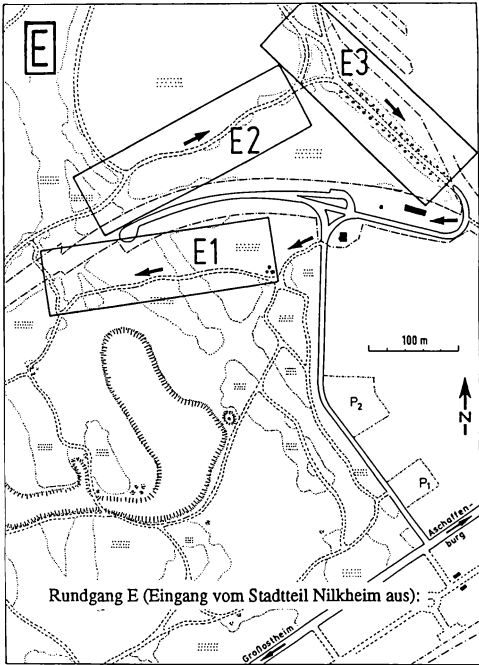 E
E3
E2
E1
100 m
N
P2
P1
Aschaffen-
burg
Rundgang E (Eingang vom Stadtteil Nilkheim aus):
Großostheim